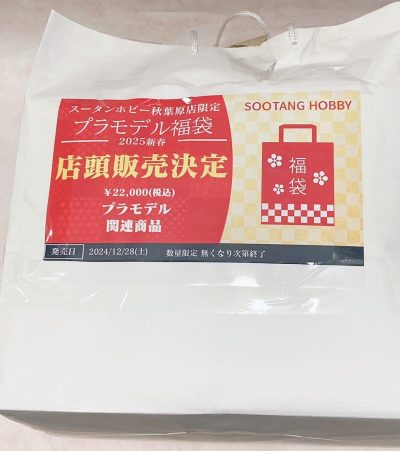 スータンホビー秋葉原店限定
プラモデル福袋
2025新春
店頭販売決定
￥22,000(税込)
プラモデル
関連商品
SOOTANG HOBBY
福袋
発売日 2024/12/28(土) 数量限定 無くなり次第終了